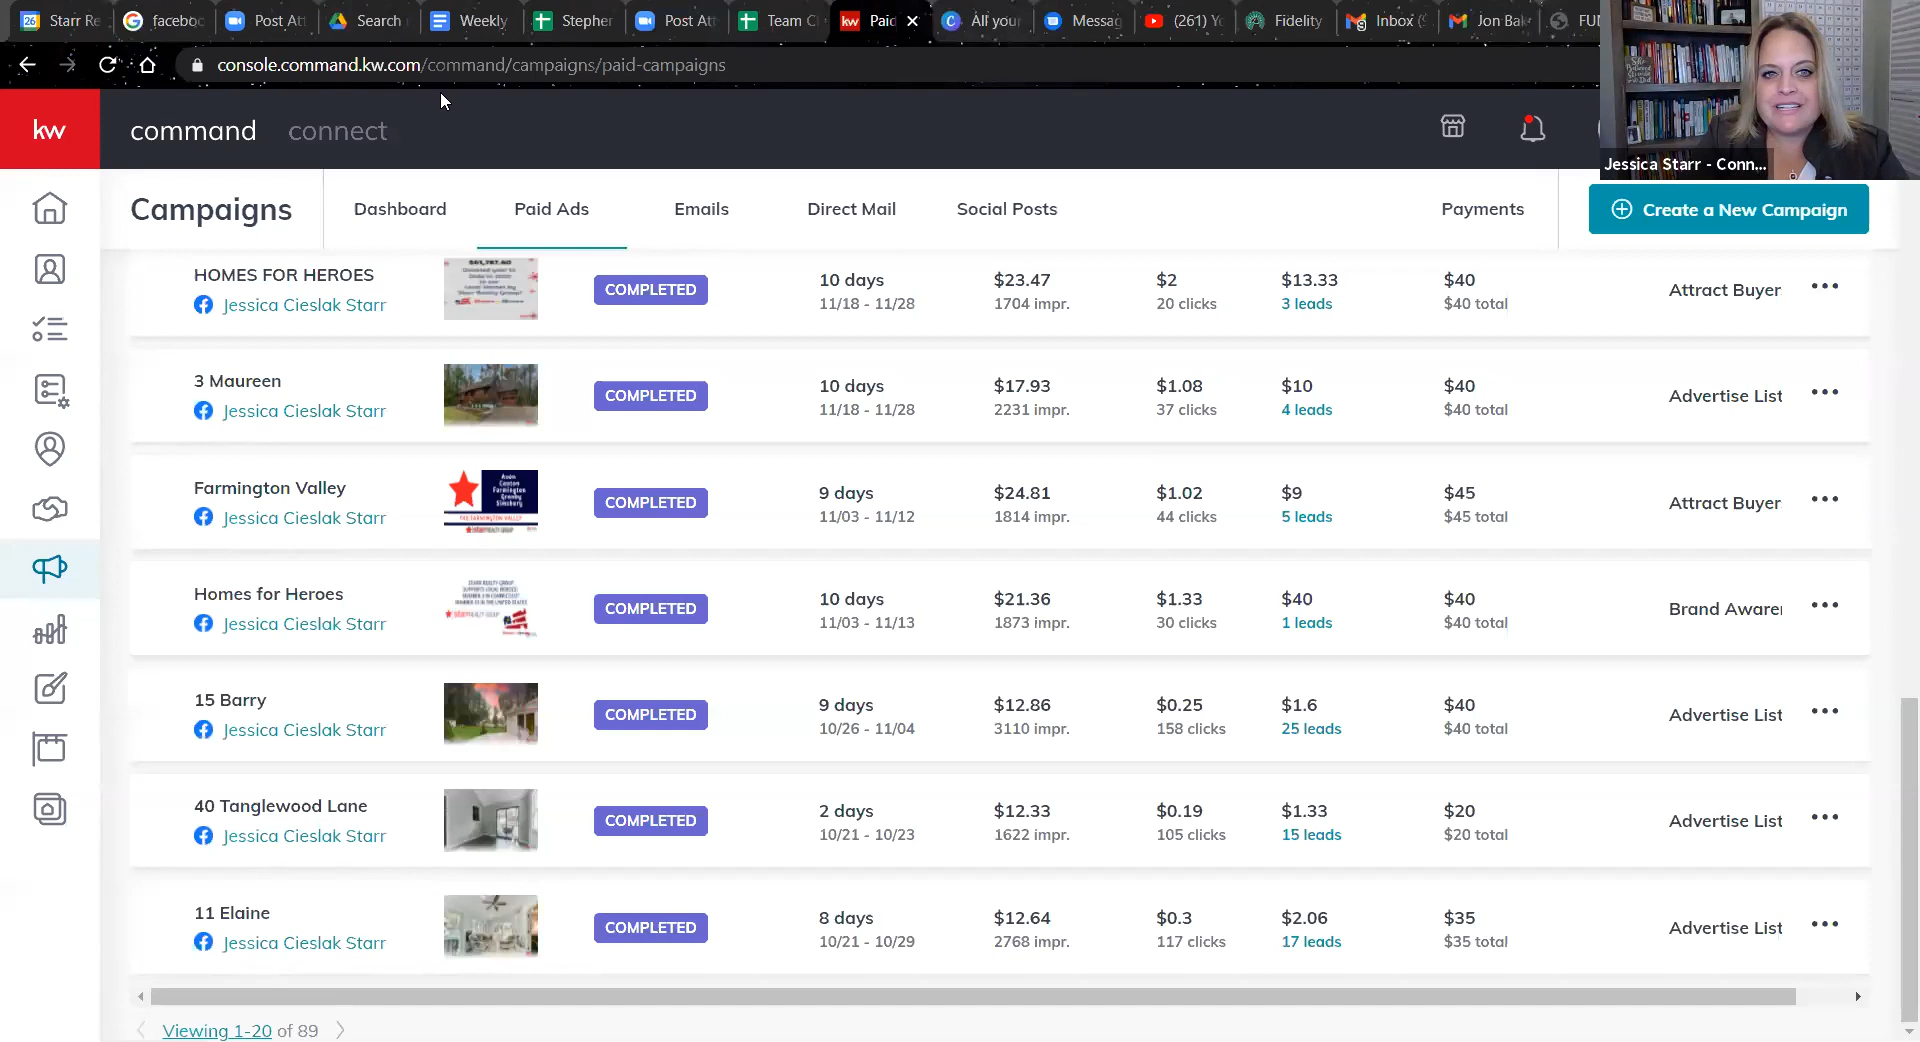 26 Starr Re
facebo
Post Att
Search
Weekly
Stepher
Post Att
Team C
kw Paid
All you
Messag
(261) Y
Fidelity
Inbox (
Jon Bak
FUN
console.command.kw.com/command/campaigns/paid-campaigns
kw
command connect
Jessica Starr - Conn...
Campaigns
Dashboard
Paid Ads
Emails
Direct Mail
Social Posts
Payments
Create a New Campaign
HOMES FOR HEROES COMPLETED 10 days $23.47 $2 $13.33 $40 Attract Buyer
Jessica Cieslak Starr 11/18 - 11/28 1704 impr. 20 clicks 3 leads $40 total
3 Maureen COMPLETED 10 days $17.93 $1.08 $10 $40 Advertise List
Jessica Cieslak Starr 11/18 - 11/28 2231 impr. 37 clicks 4 leads $40 total
Farmington Valley COMPLETED 9 days $24.81 $1.02 $9 $45 Attract Buyer
Jessica Cieslak Starr 11/03 - 11/12 1814 impr. 44 clicks 5 leads $45 total
Avon
Canton
Farmington
Granby
Simsbury
THE FARMINGTON VALLEY
Homes for Heroes COMPLETED 10 days $21.36 $1.33 $40 $40 Brand Aware
Jessica Cieslak Starr 11/03 - 11/13 1873 impr. 30 clicks 1 leads $40 total
15 Barry COMPLETED 9 days $12.86 $0.25 $1.6 $40 Advertise List
Jessica Cieslak Starr 10/26 - 11/04 3110 impr. 158 clicks 25 leads $40 total
40 Tanglewood Lane COMPLETED 2 days $12.33 $0.19 $1.33 $20 Advertise List
Jessica Cieslak Starr 10/21 - 10/23 1622 impr. 105 clicks 15 leads $20 total
11 Elaine COMPLETED 8 days $12.64 $0.3 $2.06 $35 Advertise List
Jessica Cieslak Starr 10/21 - 10/29 2768 impr. 117 clicks 17 leads $35 total
Viewing 1-20 of 89